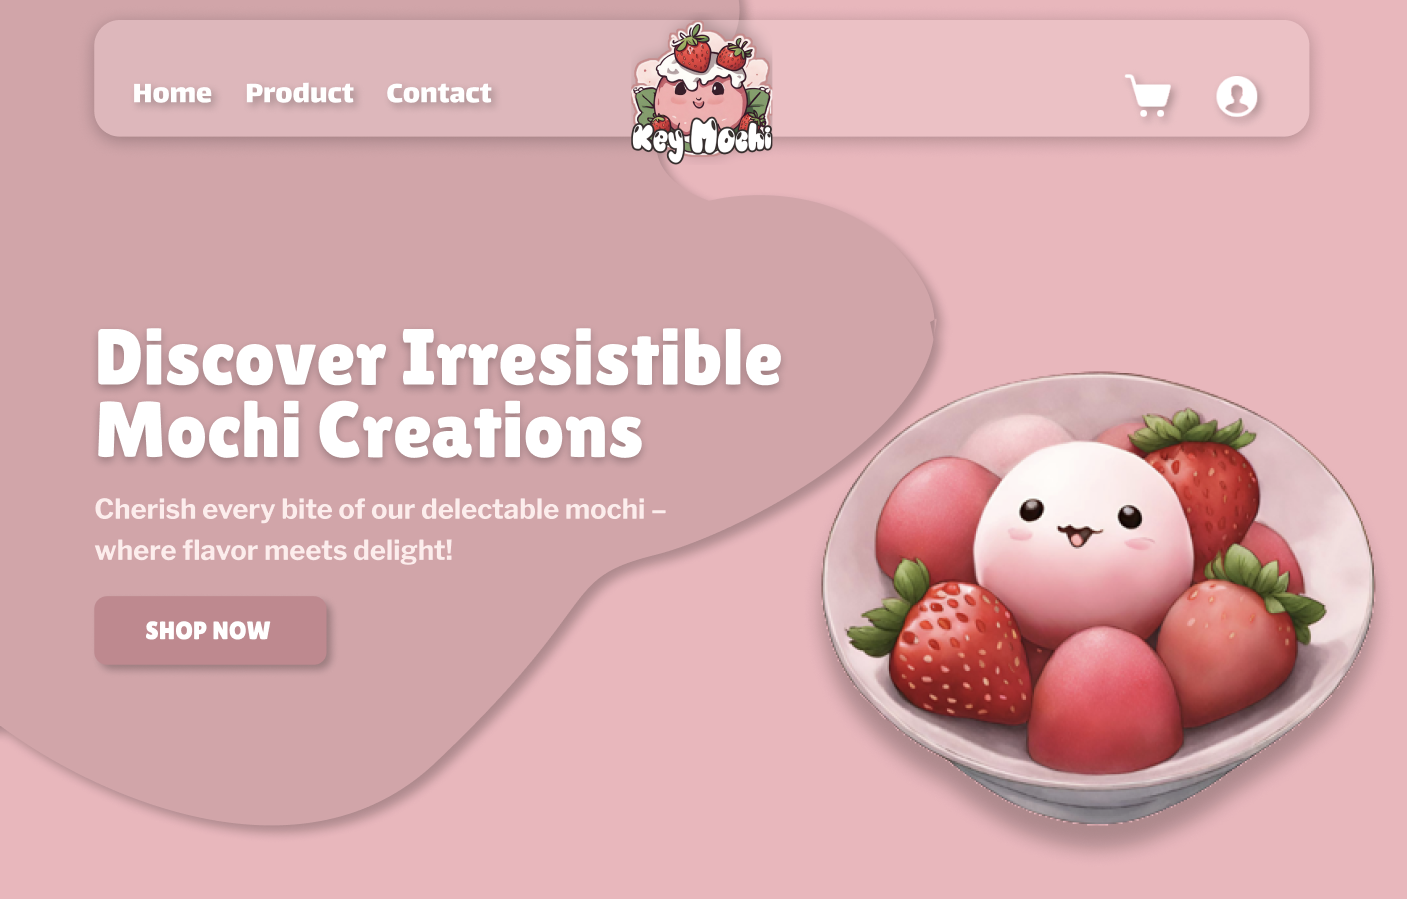 Home Product Contact
Key Mochi
Discover Irresistible
Mochi Creations
Cherish every bite of our delectable mochi –
where flavor meets delight!
SHOP NOW